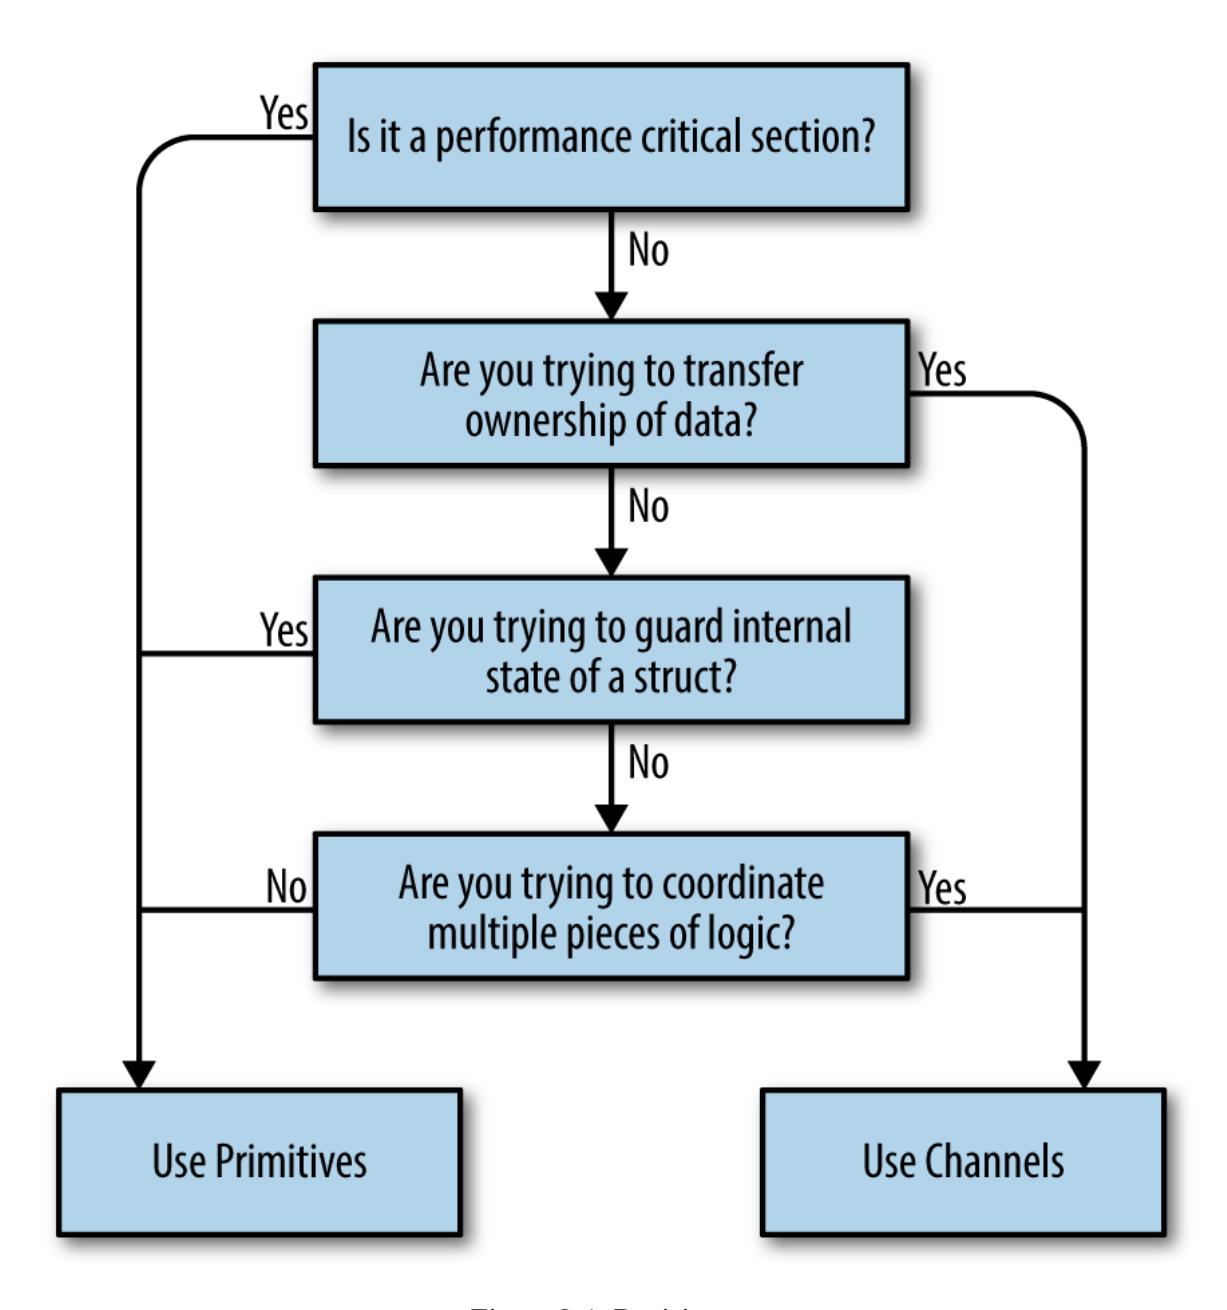 Yes
Is it a performance critical section?
No
Are you trying to transfer
ownership of data?
Yes
No
Yes
Are you trying to guard internal
state of a struct?
No
No
Are you trying to coordinate
multiple pieces of logic?
Yes
Use Primitives
Use Channels